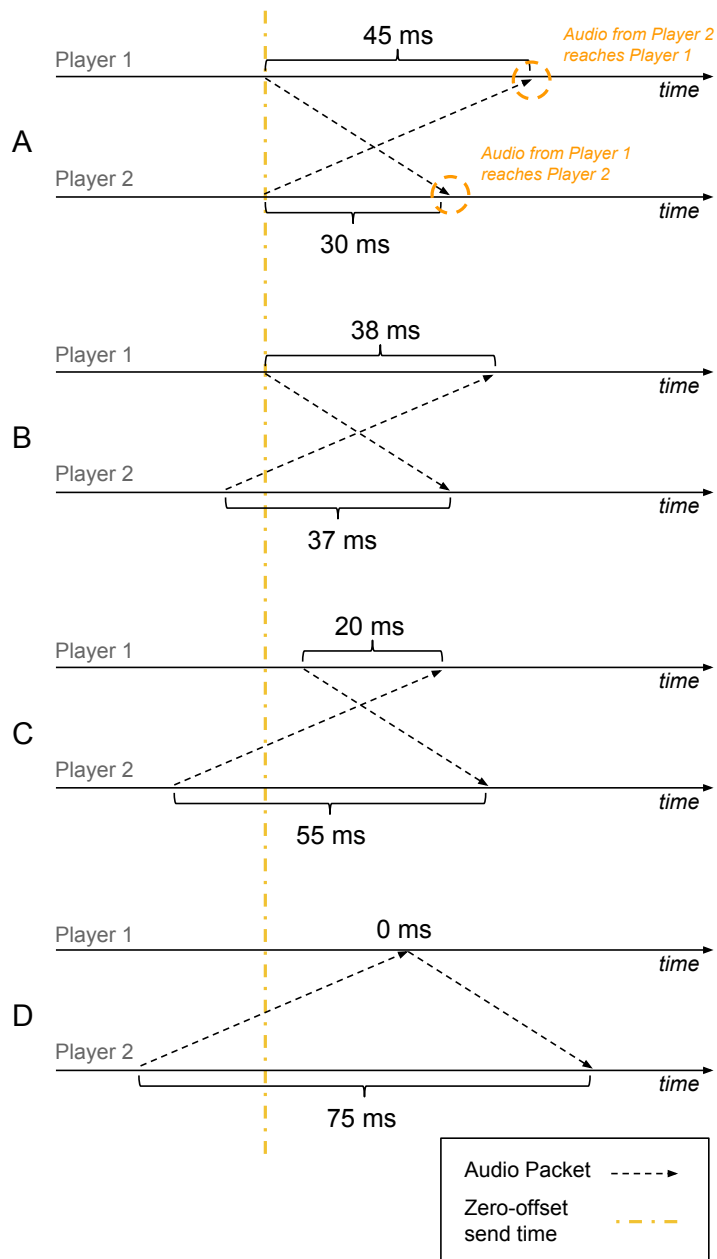 45 ms
Audio from Player 2
reaches Player 1
Player 1
time
A
Audio from Player 1
reaches Player 2
Player 2
time
30 ms
38 ms
Player 1
time
B
Player 2
time
37 ms
20 ms
Player 1
time
C
Player 2
time
55 ms
0 ms
Player 1
time
D
Player 2
time
75 ms
Audio Packet
Zero-offset
send time